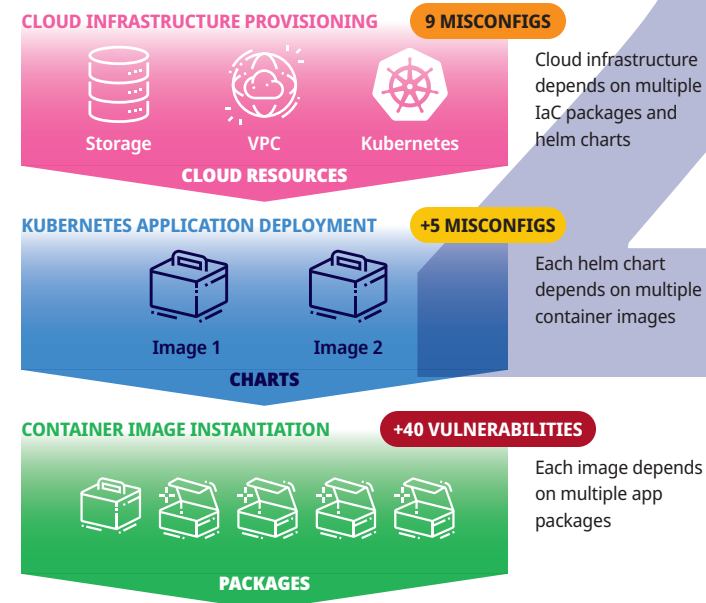 CLOUD INFRASTRUCTURE PROVISIONING
9 MISCONFIGS
Cloud infrastructure
depends on multiple
IaC packages and
helm charts
Storage
VPC
Kubernetes
CLOUD RESOURCES
KUBERNETES APPLICATION DEPLOYMENT
+5 MISCONFIGS
Each helm chart
depends on multiple
container images
Image 1
Image 2
CHARTS
CONTAINER IMAGE INSTANTIATION
+40 VULNERABILITIES
Each image depends
on multiple app
packages
PACKAGES